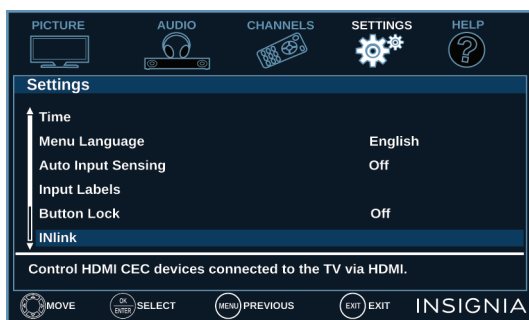 PICTURE AUDIO CHANNELS SETTINGS HELP
Settings
Time
Menu Language English
Auto Input Sensing Off
Input Labels
Button Lock Off
INlink
Control HDMI CEC devices connected to the TV via HDMI.
MOVE OK ENTER SELECT MENU PREVIOUS EXIT EXIT INSIGNIA